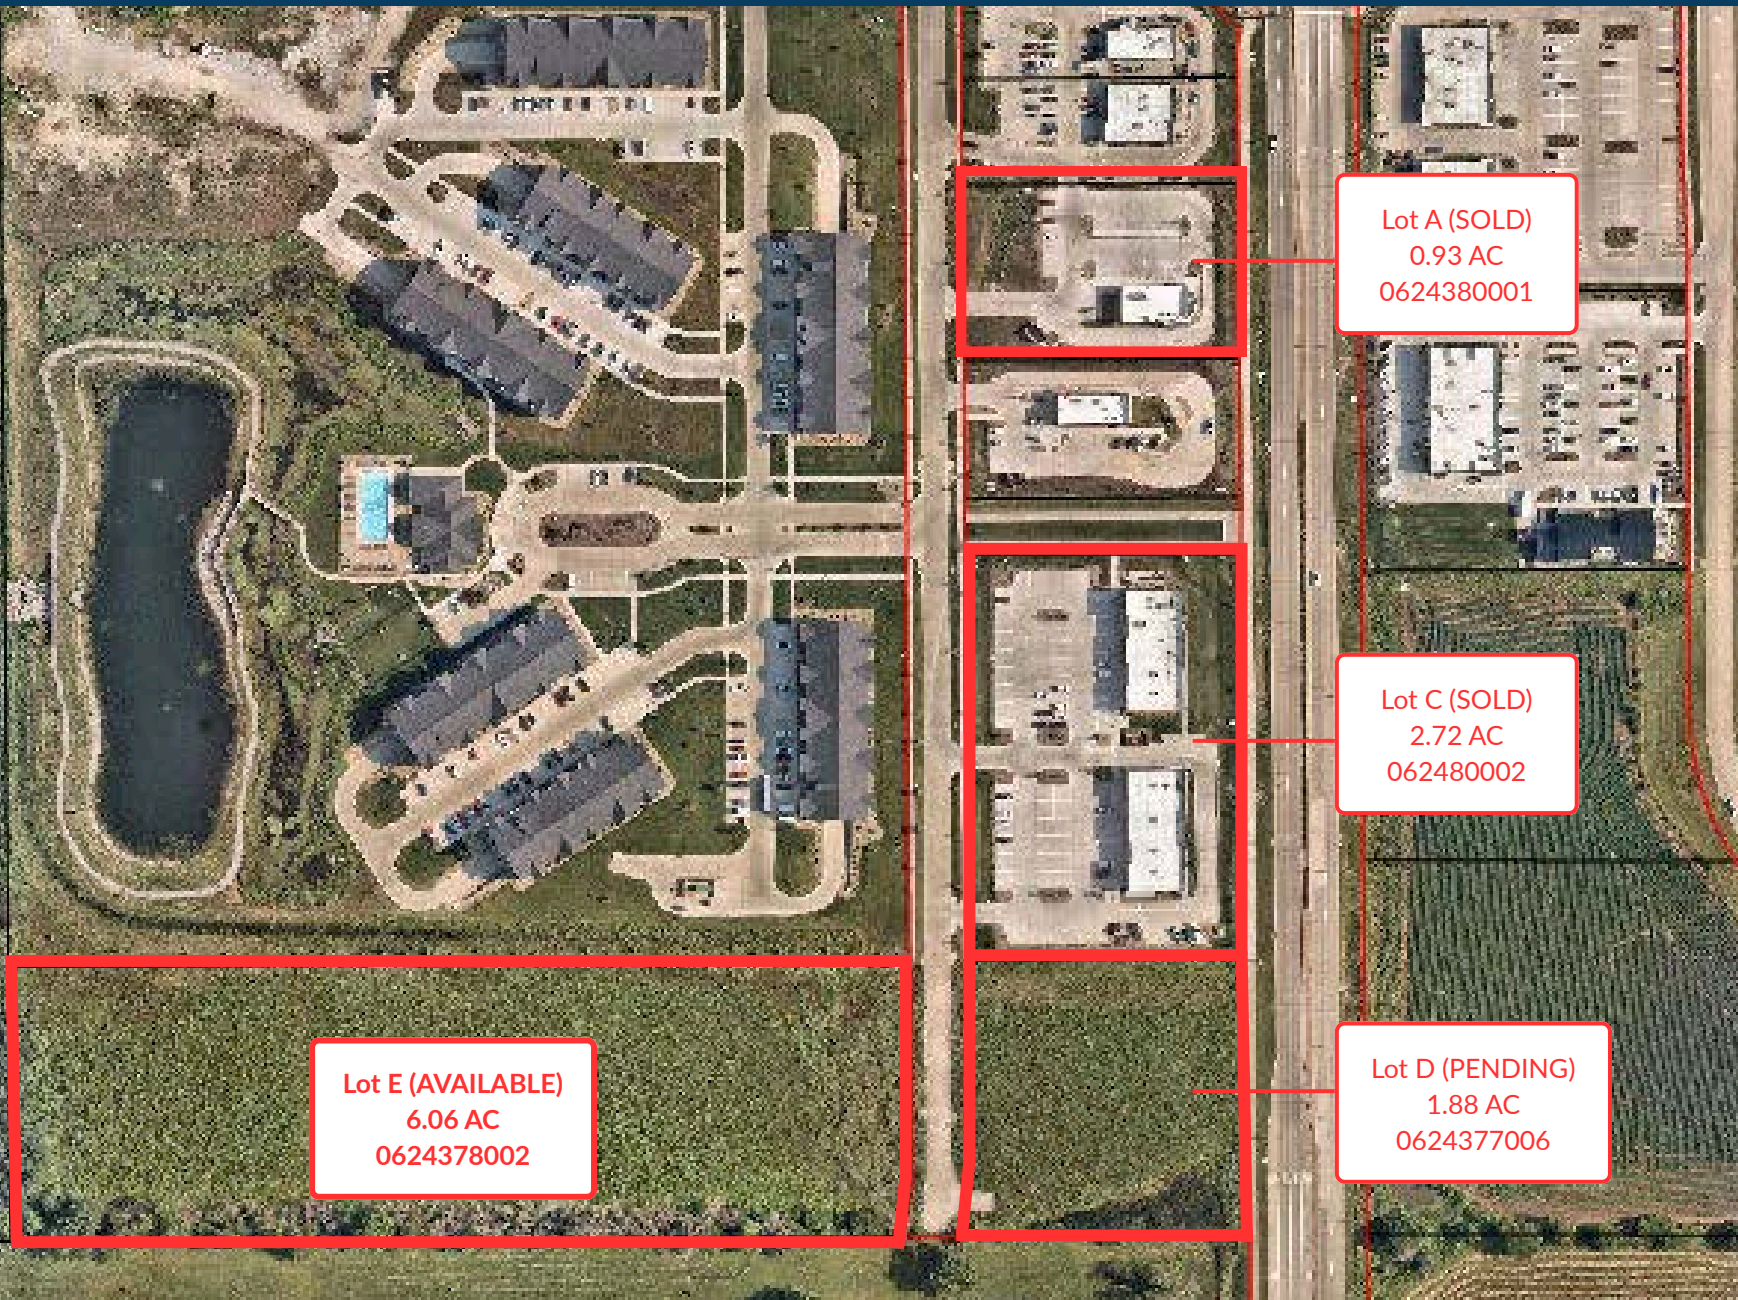 Lot A (SOLD)
0.93 AC
0624380001
Lot C (SOLD)
2.72 AC
062480002
Lot E (AVAILABLE)
6.06 AC
0624378002
Lot D (PENDING)
1.88 AC
0624377006